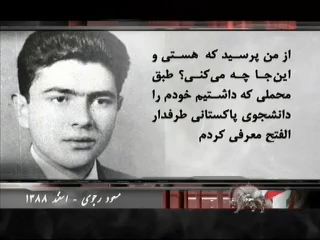 از من پرسید که هستی و
این‌جا چه می‌کنی؟ طبق
محملی که داشتیم خودم را
دانشجوی پاکستانی طرفدار
الفتح معرفی کردم
مسعود رجوی - اسفند ۱۳۸۸